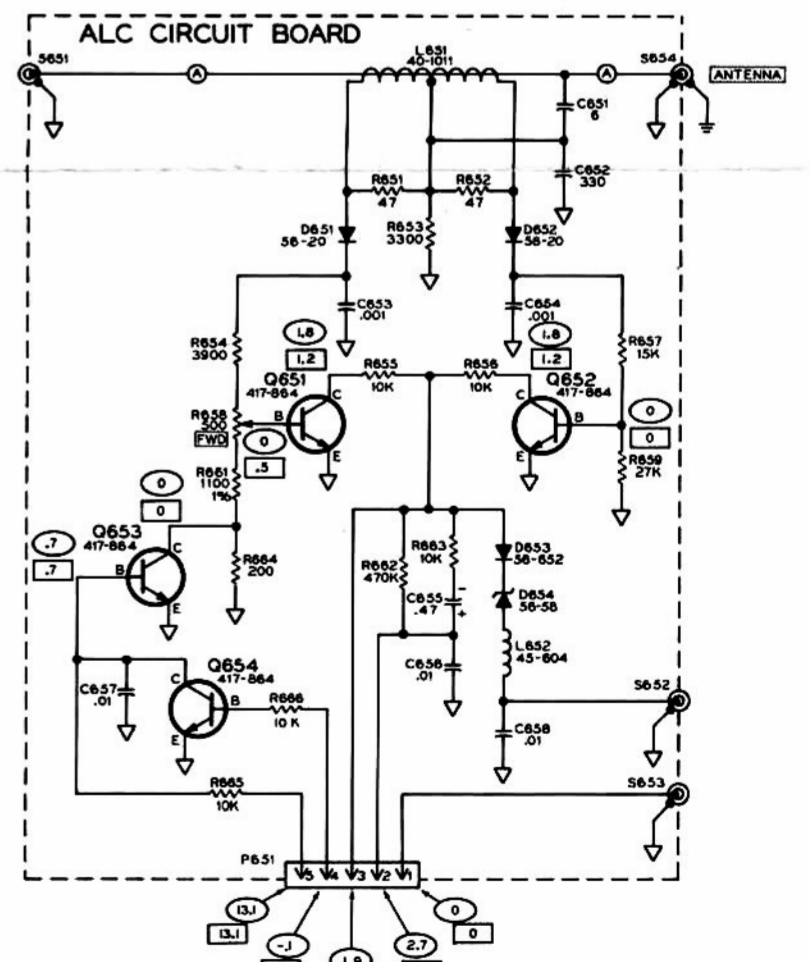 ALC CIRCUIT BOARD
S651
A
L651
40-1011
A
S654
ANTENNA
C651
6
C652
330
R651
47
R652
47
D651
56-20
R653
3300
D652
56-20
C653
.001
C654
.001
R654
3900
1.8
1.2
1.8
1.2
R657
15K
R655
10K
R656
10K
Q651
417-864
C
B
E
Q652
417-864
C
B
E
R658
500
FWD
0
.5
0
0
R659
27K
R661
1100
1%
0
0
Q653
417-864
C
B
E
.7
.7
R664
200
R662
470K
R663
10K
D653
56-652
C655
.47
-
+
D654
56-58
L652
45-604
C656
.01
Q654
417-864
C
B
E
C657
.01
R666
10 K
S652
C658
.01
R665
10K
S653
P651
5
4
3
2
1
13.1
13.1
-.1
1.9
2.7
0
0